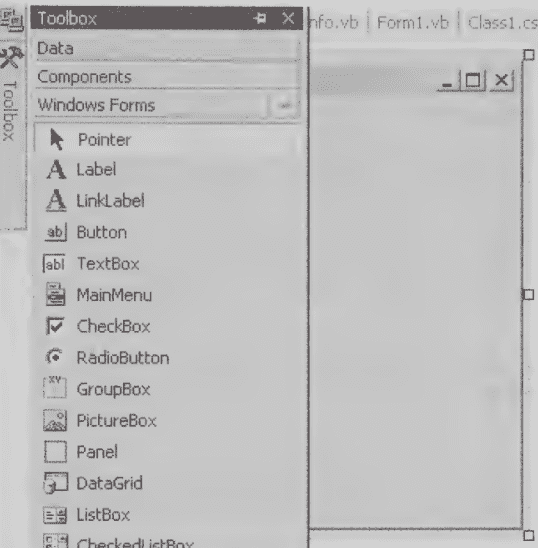 Toolbox
nfo.vb Form1.vb Class1.cs
Toolbox
Data
Components
Windows Forms
Pointer
A Label
A LinkLabel
ab Button
abl TextBox
MainMenu
CheckBox
RadioButton
XY GroupBox
PictureBox
Panel
DataGrid
ListBox
CheckedListBox